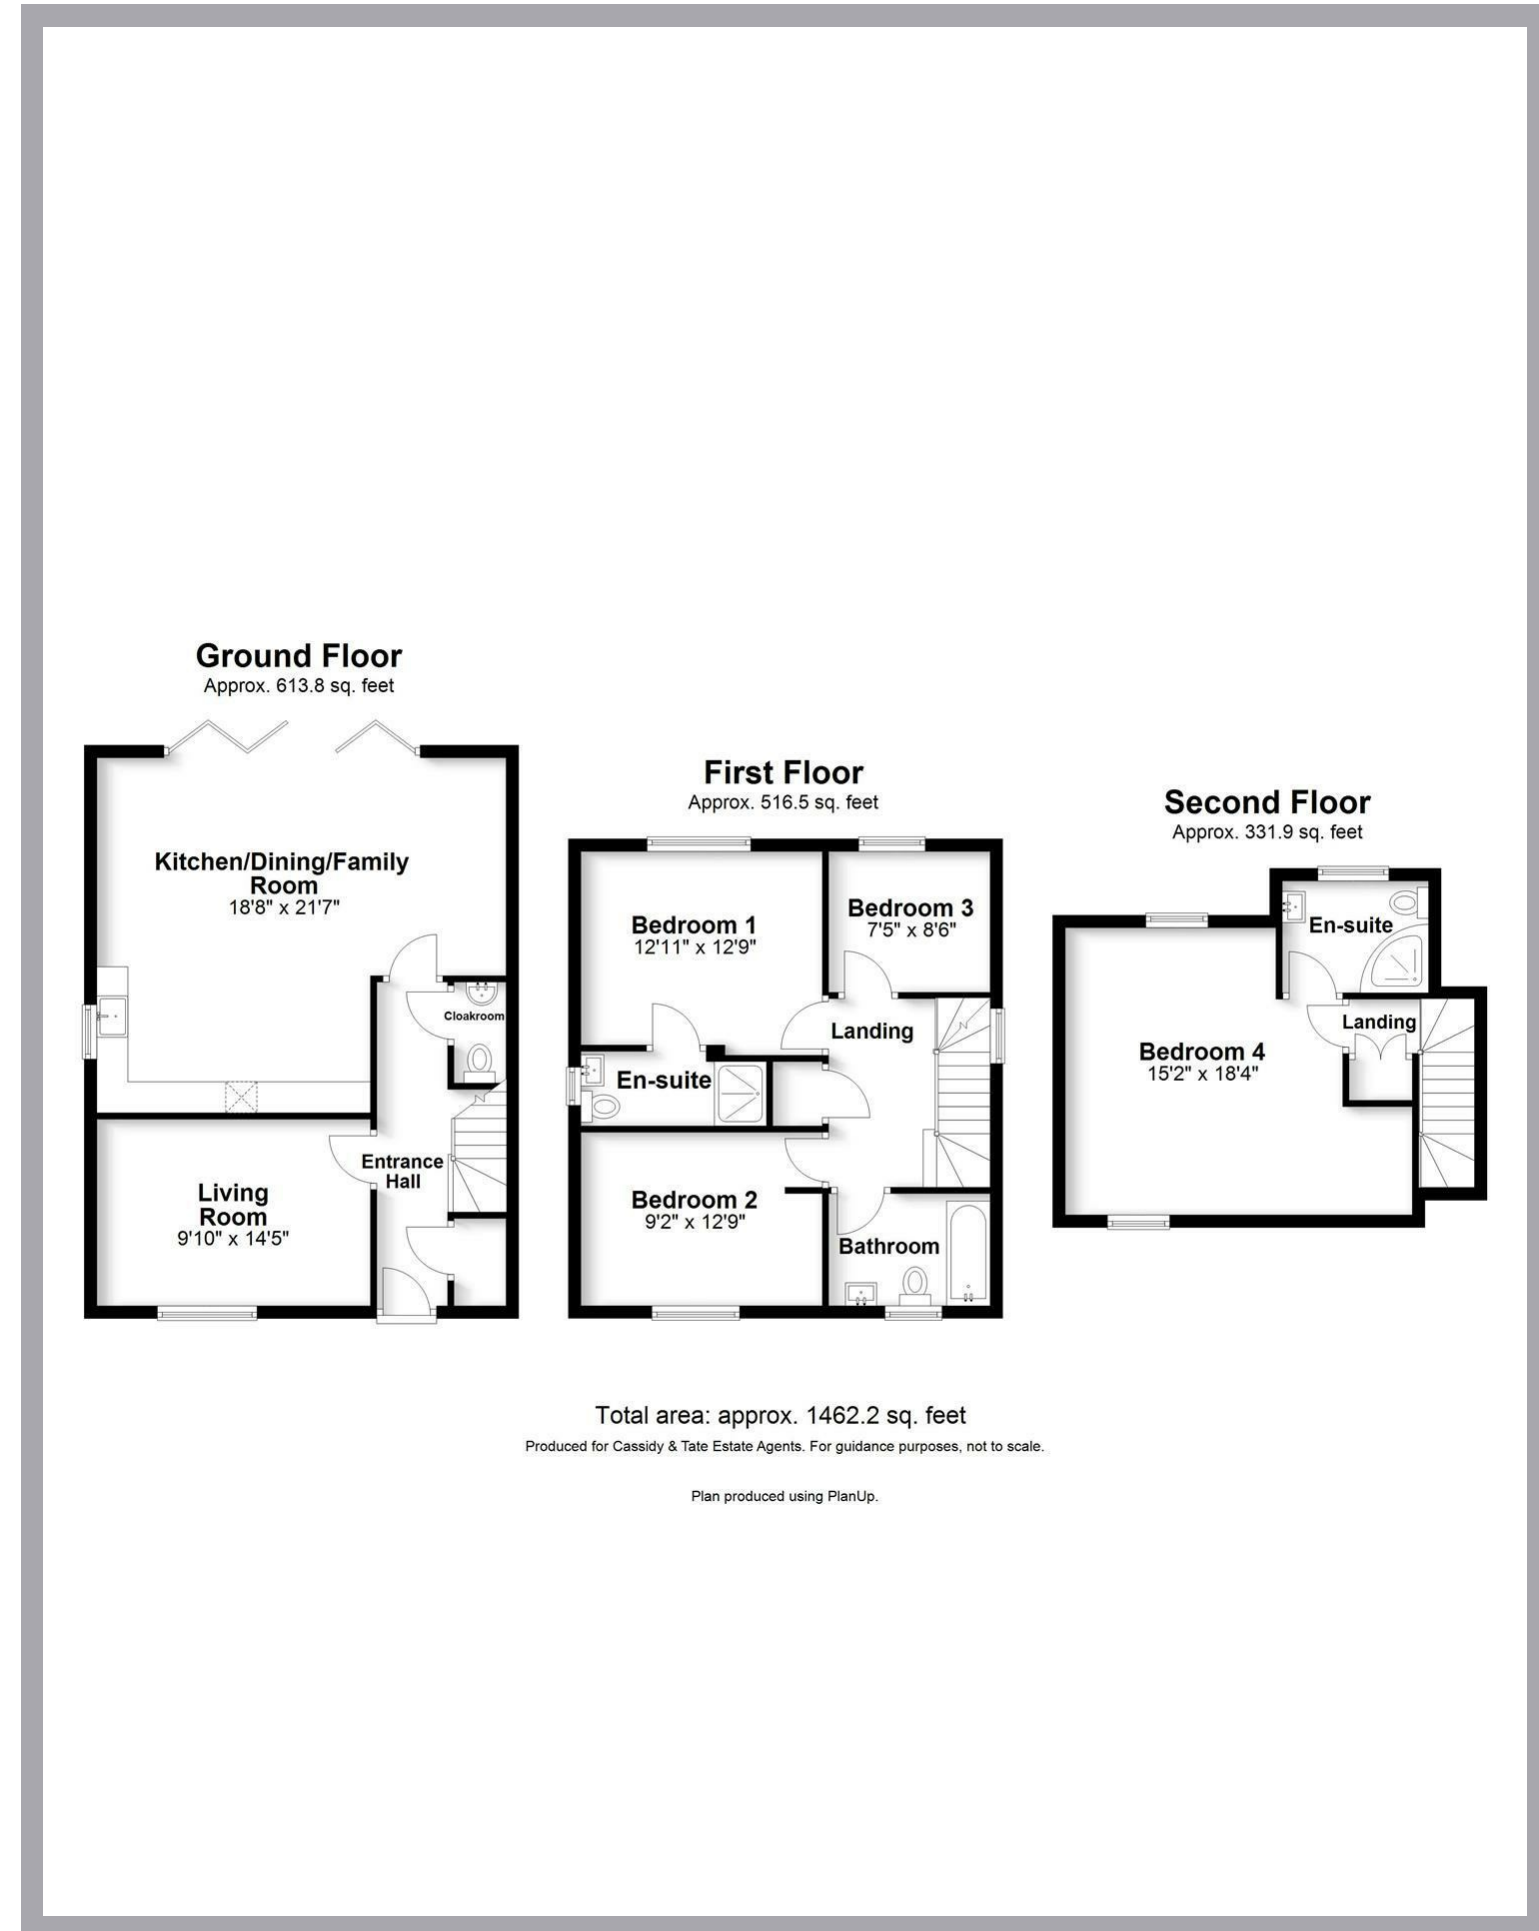 Ground Floor
Approx. 613.8 sq. feet
Kitchen/Dining/Family
Room
18'8" x 21'7"
Cloakroom
Entrance
Hall
Living
Room
9'10" x 14'5"
First Floor
Approx. 516.5 sq. feet
Bedroom 1
12'11" x 12'9"
Bedroom 3
7'5" x 8'6"
Landing
En-suite
Bedroom 2
9'2" x 12'9"
Bathroom
Second Floor
Approx. 331.9 sq. feet
En-suite
Landing
Bedroom 4
15'2" x 18'4"
Total area: approx. 1462.2 sq. feet
Produced for Cassidy & Tate Estate Agents. For guidance purposes, not to scale.
Plan produced using PlanUp.